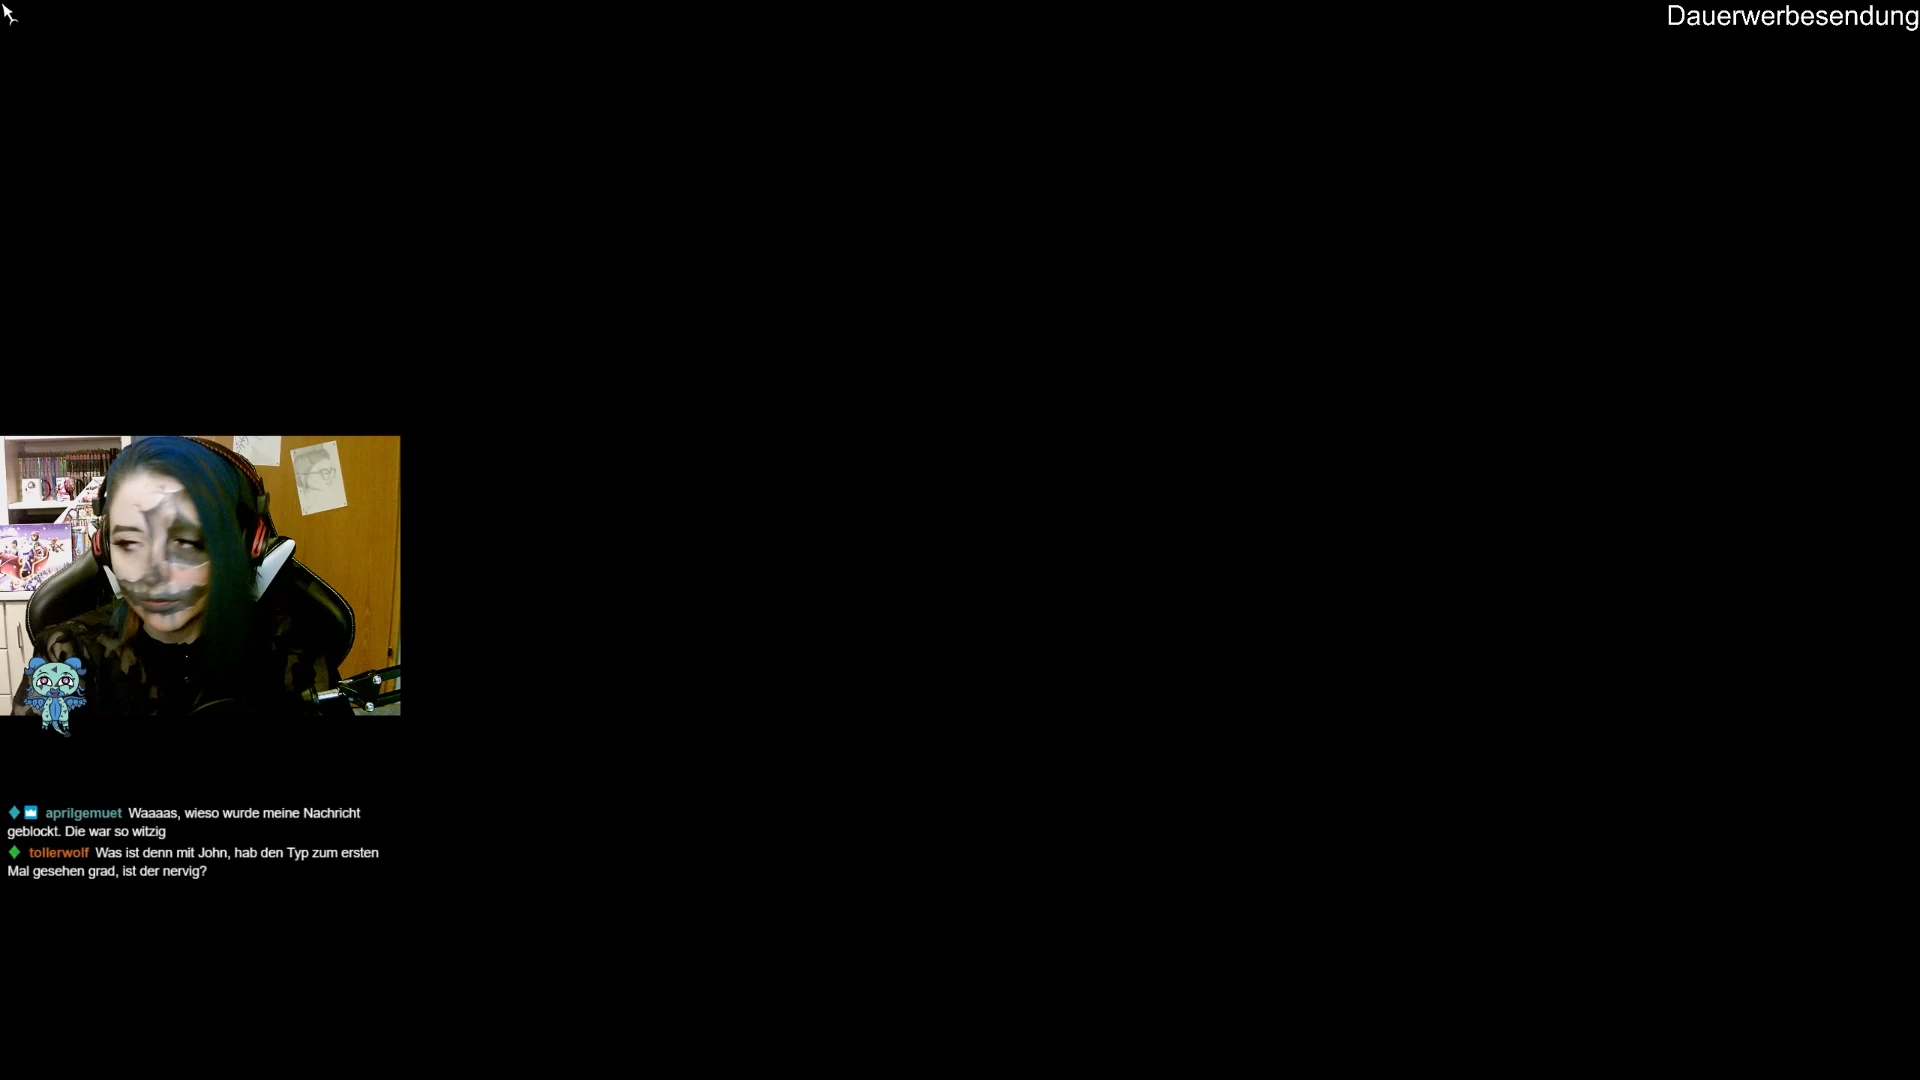 Dauerwerbesendung
aprilgemuet Waaaas, wieso wurde meine Nachricht
geblockt. Die war so witzig
tollerwolf Was ist denn mit John, hab den Typ zum ersten
Mal gesehen grad, ist der nervig?